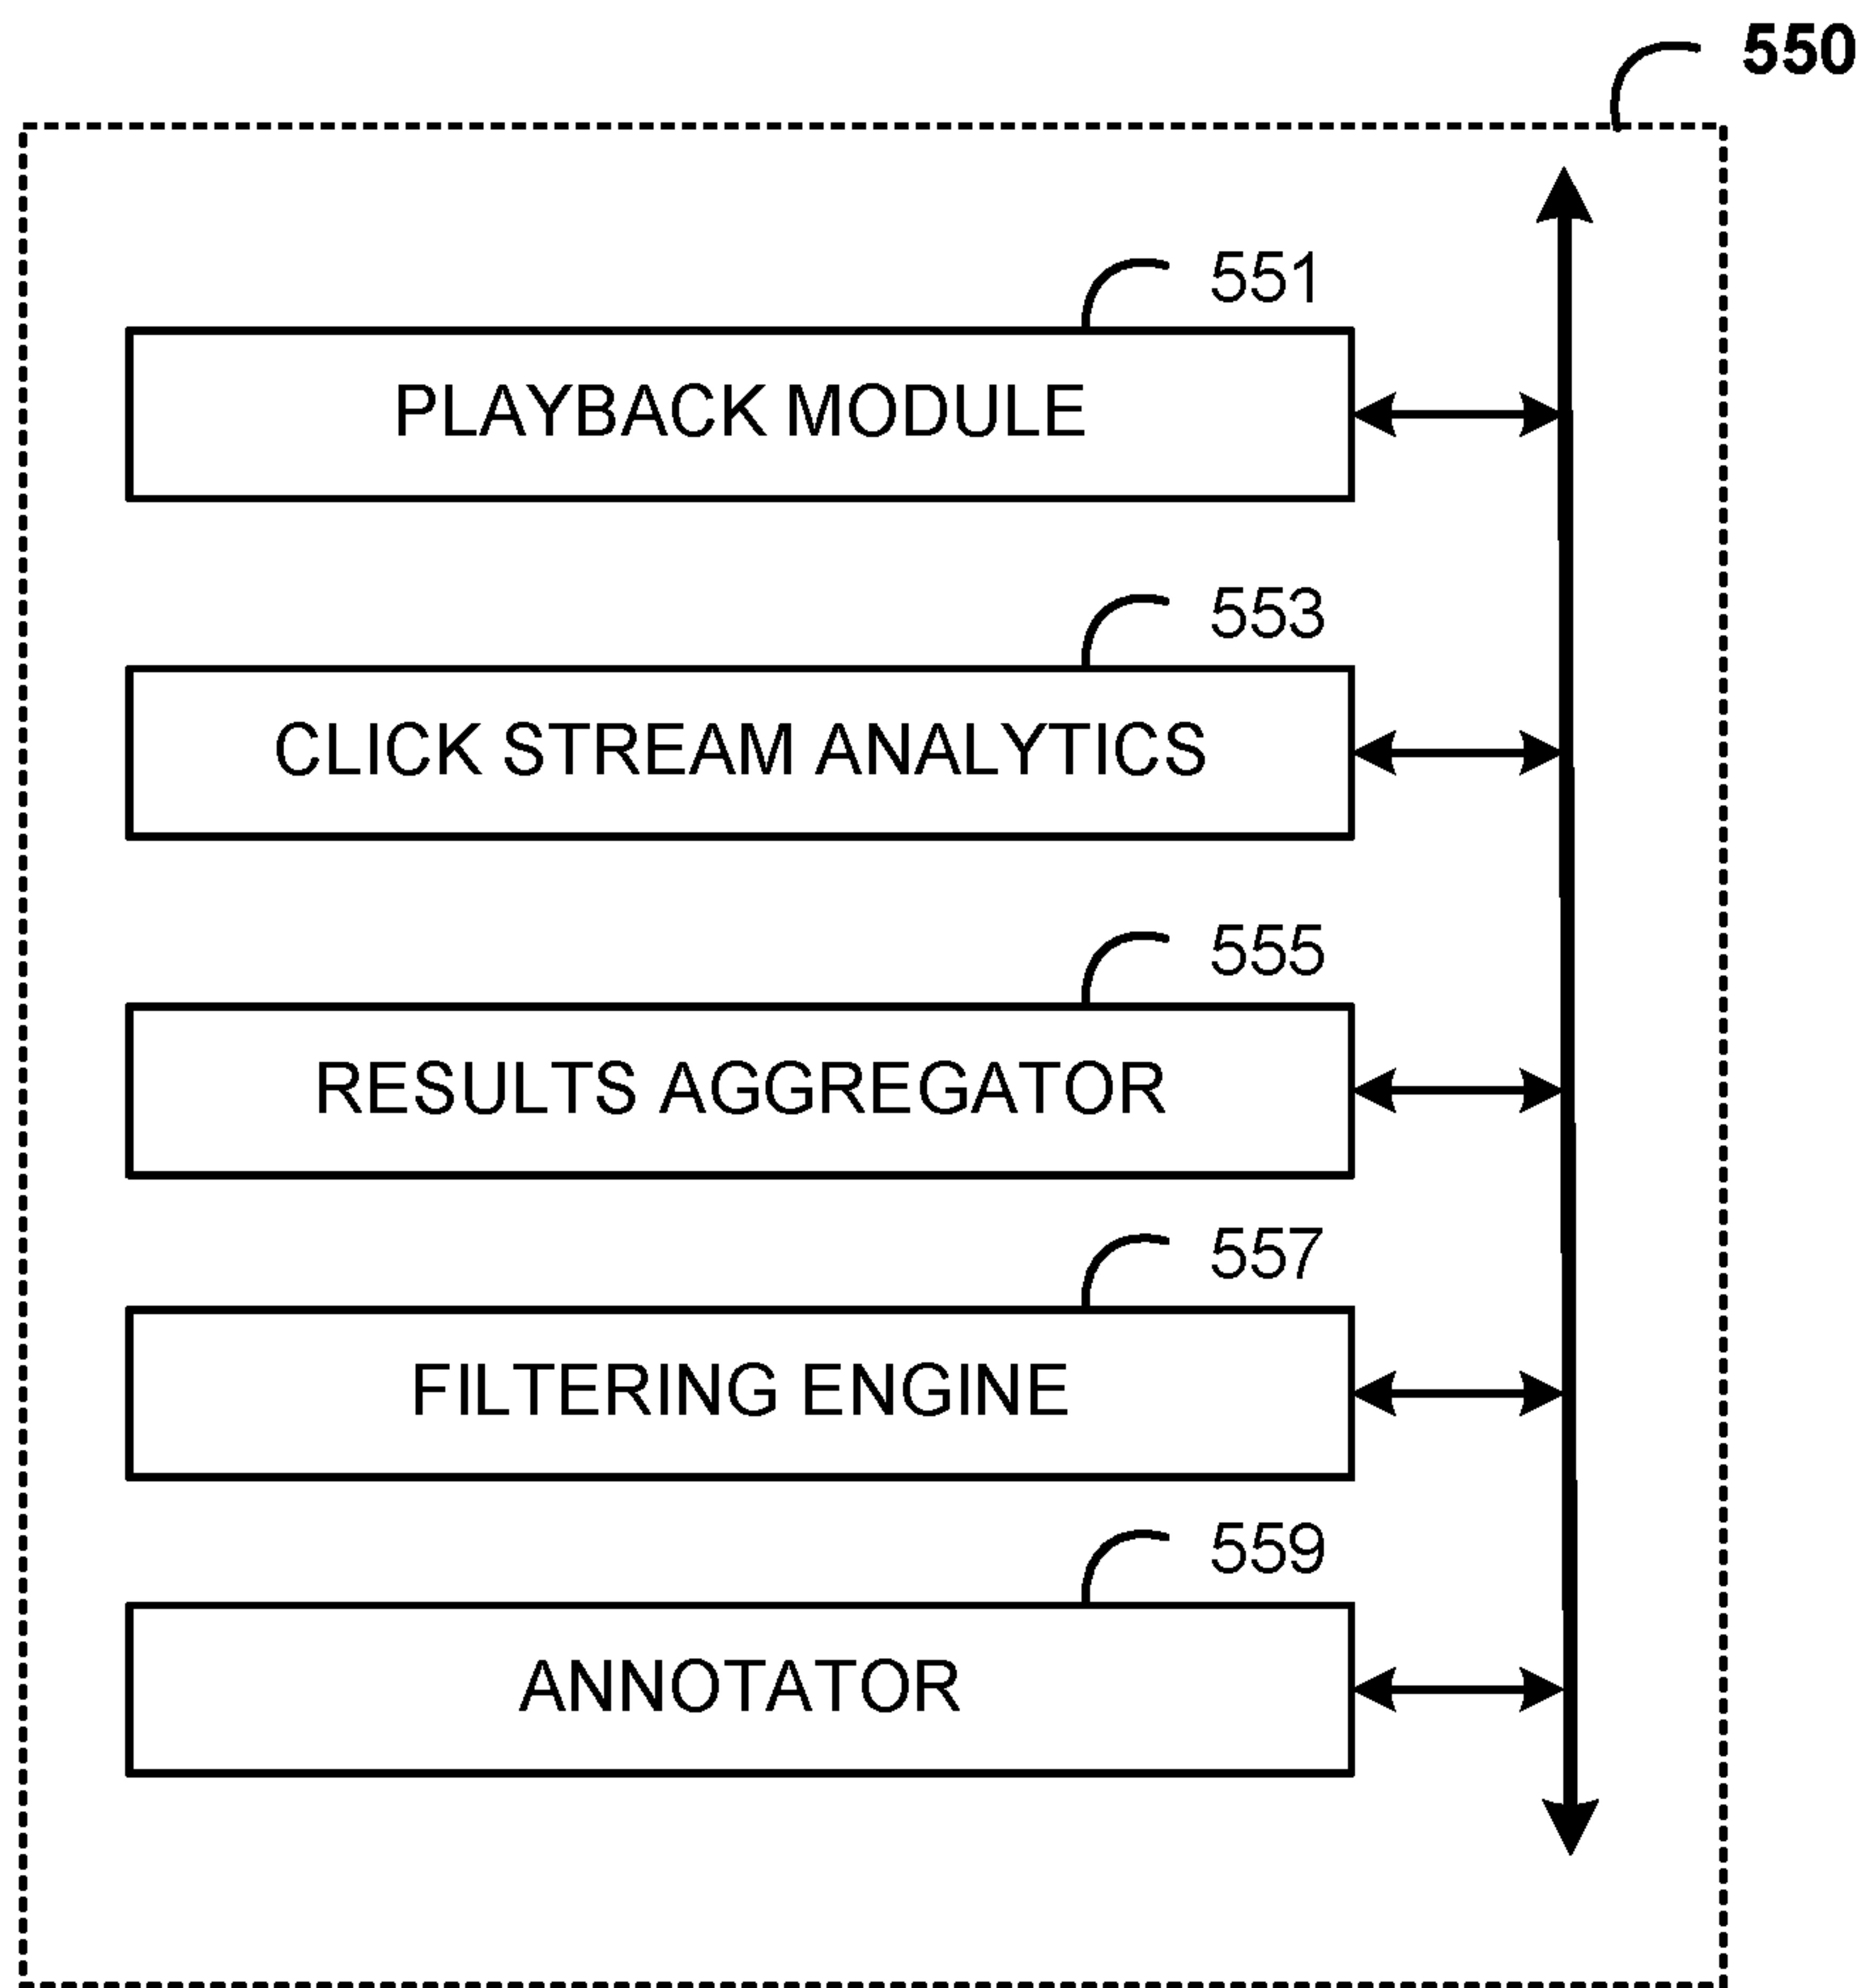 550
551
PLAYBACK MODULE
553
CLICK STREAM ANALYTICS
555
RESULTS AGGREGATOR
557
FILTERING ENGINE
559
ANNOTATOR